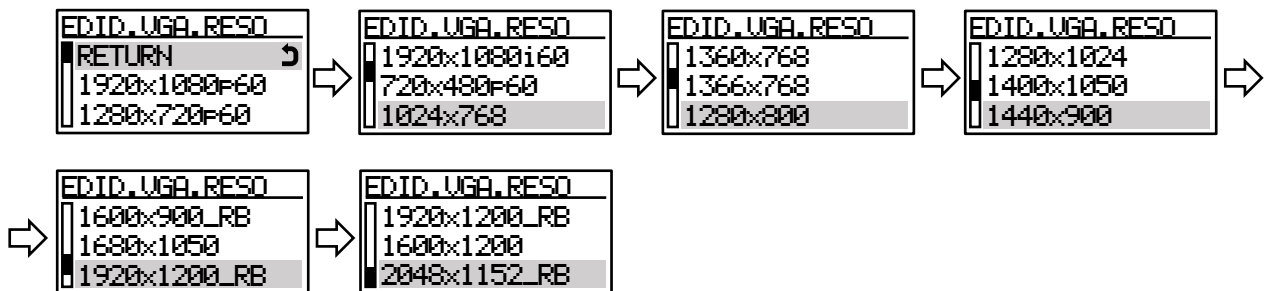 EDID.VGA.RESO
RETURN
1920x1080p60
1280x720p60
EDID.VGA.RESO
1920x1080i60
720x480p60
1024x768
EDID.VGA.RESO
1360x768
1366x768
1280x800
EDID.VGA.RESO
1280x1024
1400x1050
1440x900
EDID.VGA.RESO
1600x900_RB
1680x1050
1920x1200_RB
EDID.VGA.RESO
1920x1200_RB
1600x1200
2048x1152_RB